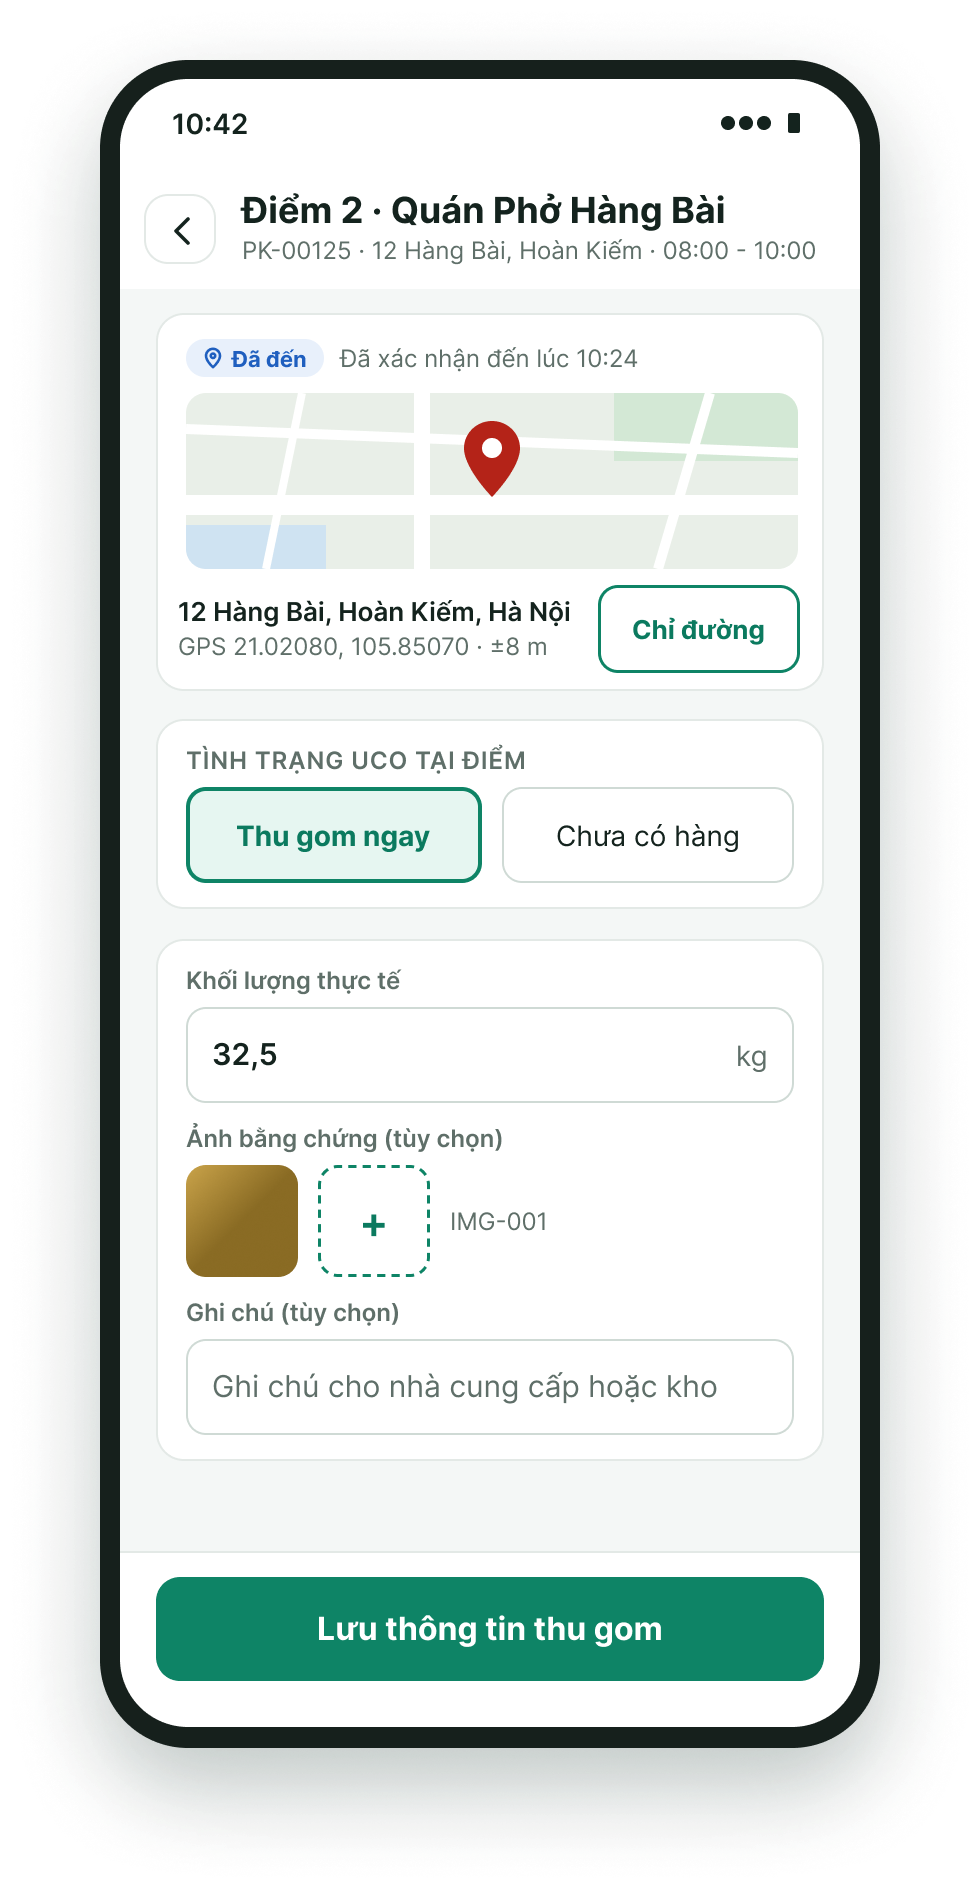 10:42
Điểm 2 · Quán Phở Hàng Bài
PK-00125 · 12 Hàng Bài, Hoàn Kiếm · 08:00 - 10:00
Đã đến Đã xác nhận đến lúc 10:24
12 Hàng Bài, Hoàn Kiếm, Hà Nội
GPS 21.02080, 105.85070 · ±8 m
Chỉ đường
TÌNH TRẠNG UCO TẠI ĐIỂM
Thu gom ngay
Chưa có hàng
Khối lượng thực tế
32,5 kg
Ảnh bằng chứng (tùy chọn)
+ IMG-001
Ghi chú (tùy chọn)
Ghi chú cho nhà cung cấp hoặc kho
Lưu thông tin thu gom